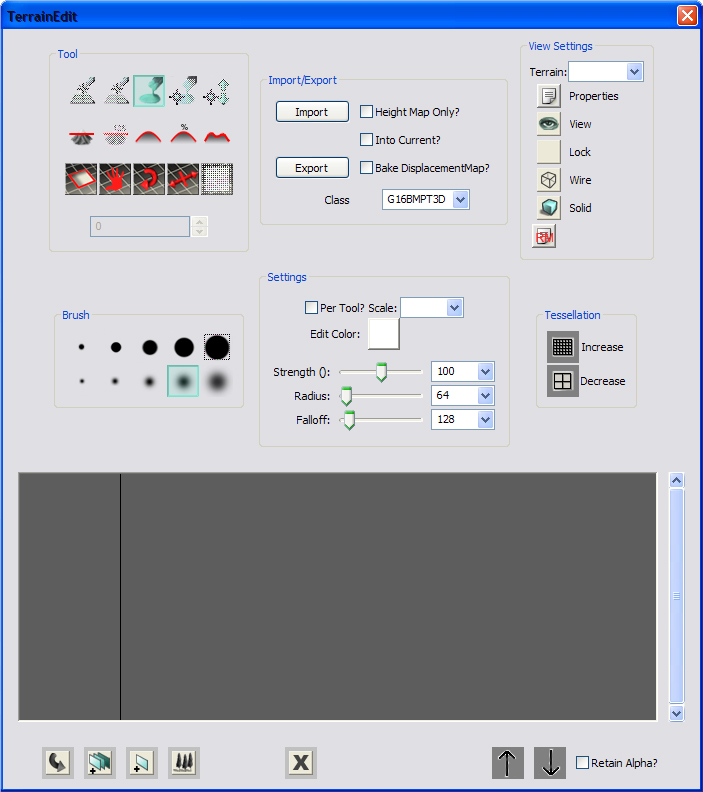 TerrainEdit
Tool
%
0
Import/Export
Import
Height Map Only?
Into Current?
Export
Bake DisplacementMap?
Class
G16BMPT3D
View Settings
Terrain:
Properties
View
Lock
Wire
Solid
RM
Brush
Settings
Per Tool? Scale:
Edit Color:
Strength (): 100
Radius: 64
Falloff: 128
Tessellation
Increase
Decrease
X
Retain Alpha?